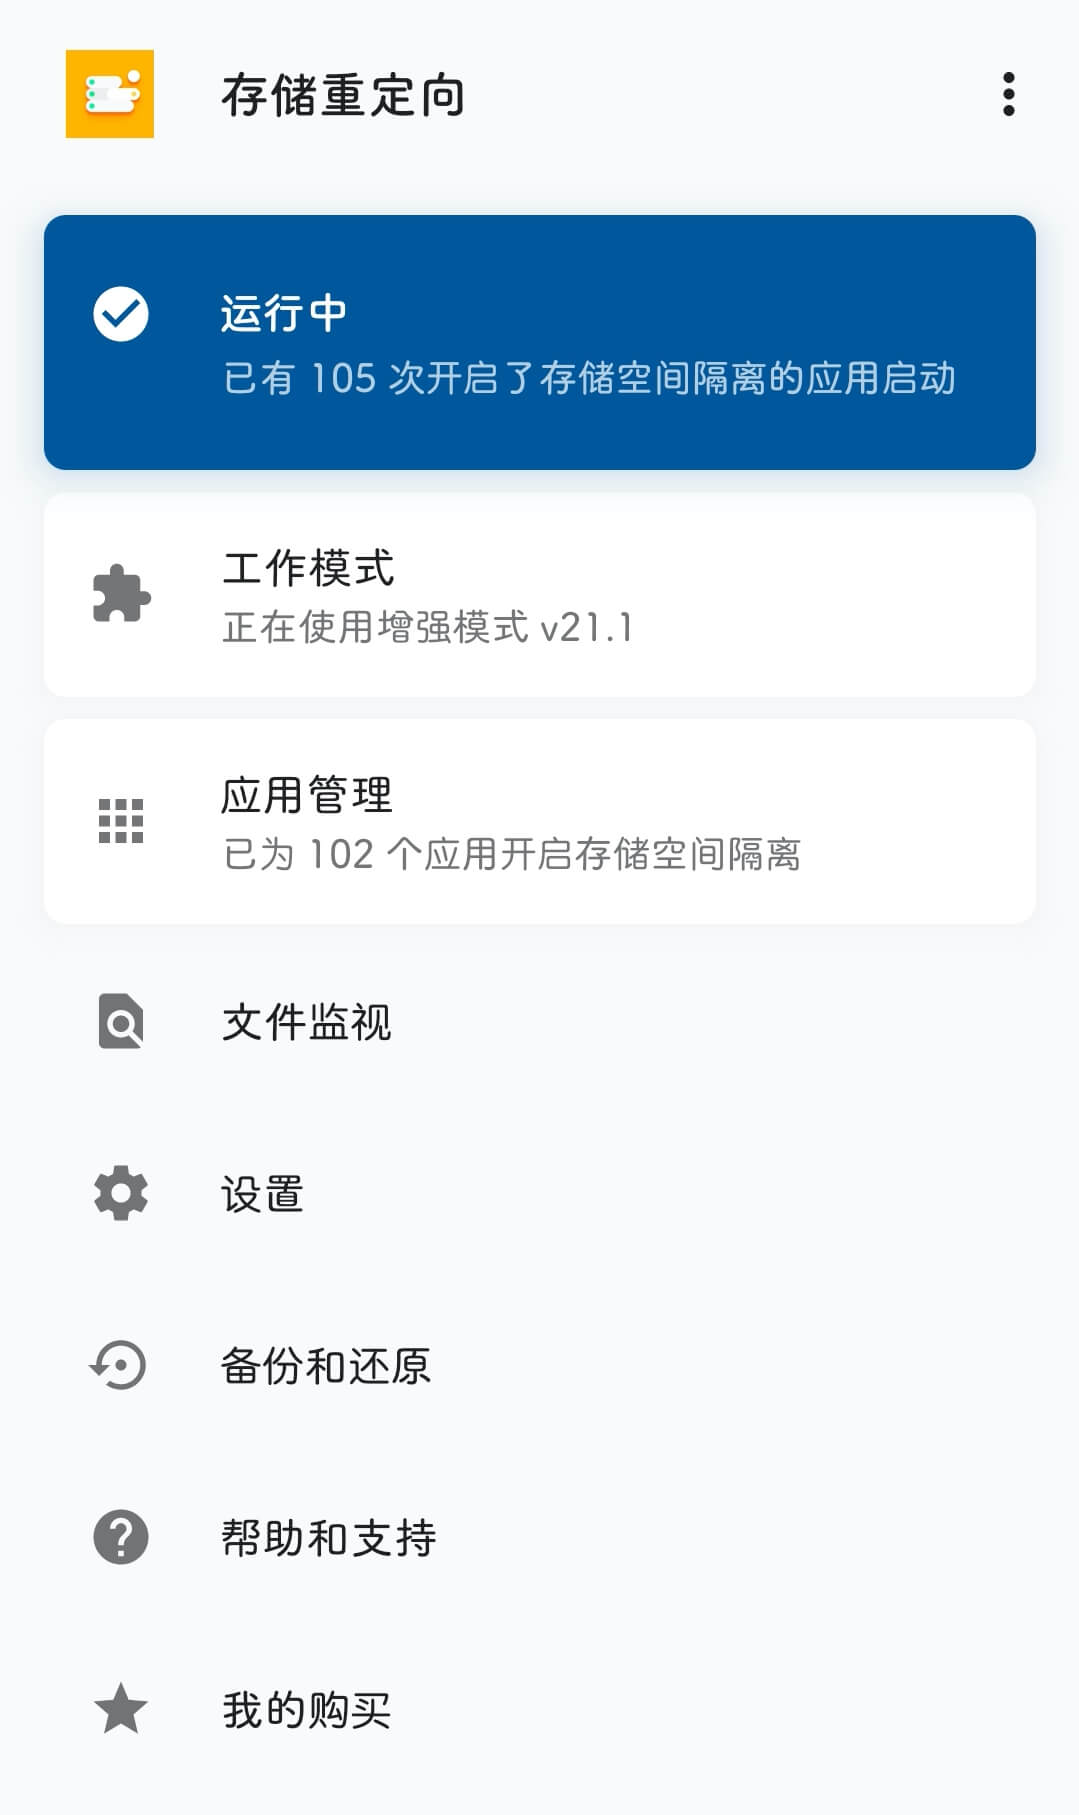 存储重定向
运行中
已有 105 次开启了存储空间隔离的应用启动
工作模式
正在使用增强模式 v21.1
应用管理
已为 102 个应用开启存储空间隔离
文件监视
设置
备份和还原
帮助和支持
我的购买